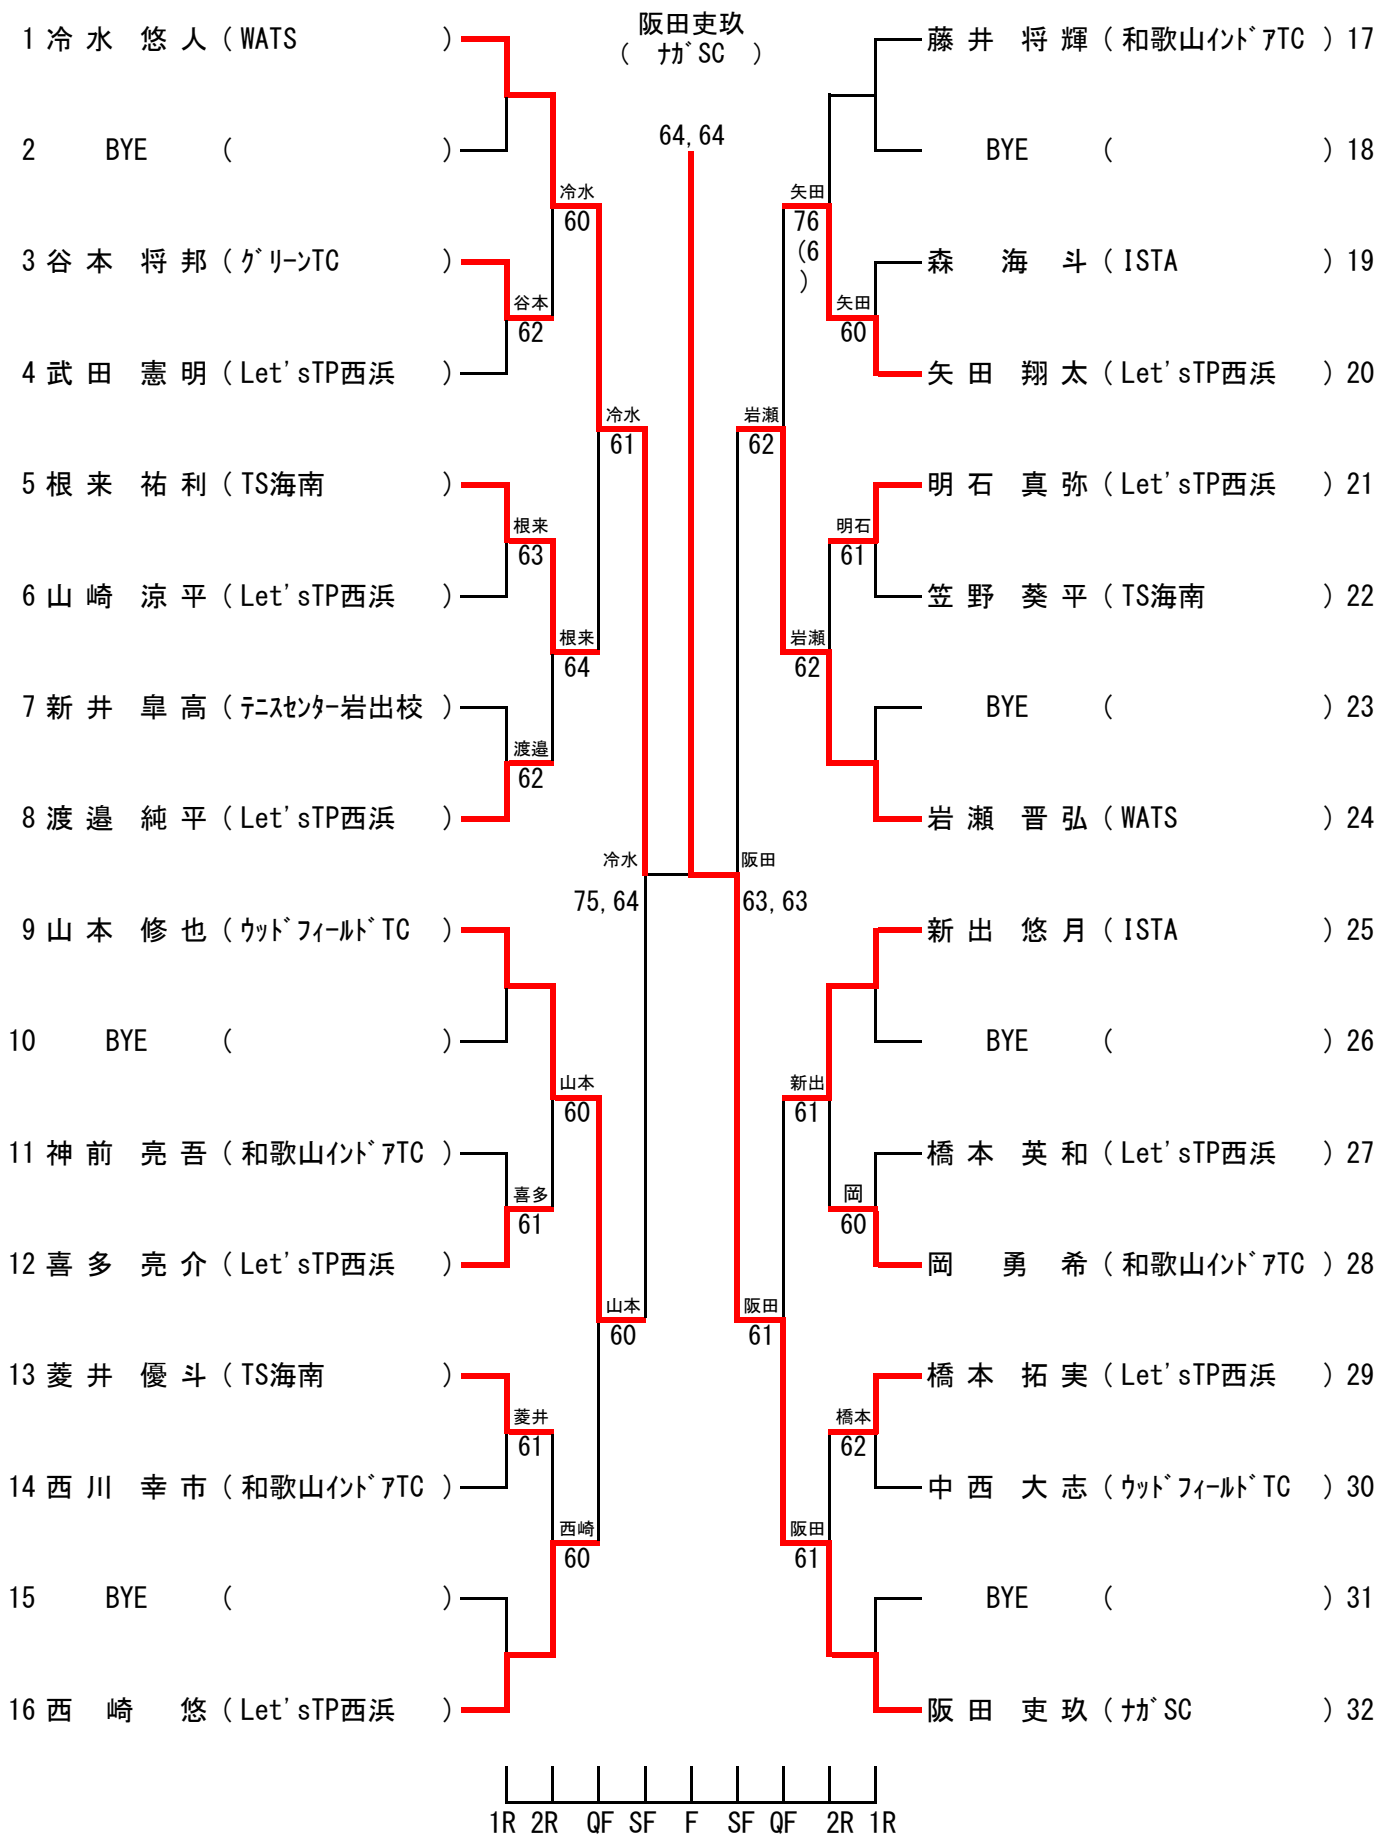 阪田吏玖
( ﾅｶﾞSC )
64,64
1 冷水 悠人 ( WATS )
2 BYE ( )
冷水
60
3 谷本 将邦 ( ｸﾞﾘｰﾝTC )
谷本
62
4 武田 憲明 ( Let'sTP西浜 )
冷水
61
5 根来 祐利 ( TS海南 )
根来
63
6 山崎 涼平 ( Let'sTP西浜 )
根来
64
7 新井 皐高 ( ﾃﾆｽｾﾝﾀｰ岩出校 )
渡邉
62
8 渡邉 純平 ( Let'sTP西浜 )
冷水
75,64
9 山本 修也 ( ｳｯﾄﾞﾌｨｰﾙﾄﾞTC )
10 BYE ( )
山本
60
11 神前 亮吾 ( 和歌山ｲﾝﾄﾞｱTC )
喜多
61
12 喜多 亮介 ( Let'sTP西浜 )
山本
60
13 菱井 優斗 ( TS海南 )
菱井
61
14 西川 幸市 ( 和歌山ｲﾝﾄﾞｱTC )
西崎
60
15 BYE ( )
16 西崎 悠 ( Let'sTP西浜 )
藤井 将輝 ( 和歌山ｲﾝﾄﾞｱTC ) 17
BYE ( ) 18
矢田
76
(6
)
森 海斗 ( ISTA ) 19
矢田
60
矢田 翔太 ( Let'sTP西浜 ) 20
岩瀬
62
明石 真弥 ( Let'sTP西浜 ) 21
明石
61
笠野 葵平 ( TS海南 ) 22
岩瀬
62
BYE ( ) 23
岩瀬 晋弘 ( WATS ) 24
阪田
63,63
新出 悠月 ( ISTA ) 25
BYE ( ) 26
新出
61
橋本 英和 ( Let'sTP西浜 ) 27
岡
60
岡 勇希 ( 和歌山ｲﾝﾄﾞｱTC ) 28
阪田
61
橋本 拓実 ( Let'sTP西浜 ) 29
橋本
62
中西 大志 ( ｳｯﾄﾞﾌｨｰﾙﾄﾞTC ) 30
阪田
61
BYE ( ) 31
阪田 吏玖 ( ﾅｶﾞSC ) 32
1R 2R QF SF F SF QF 2R 1R